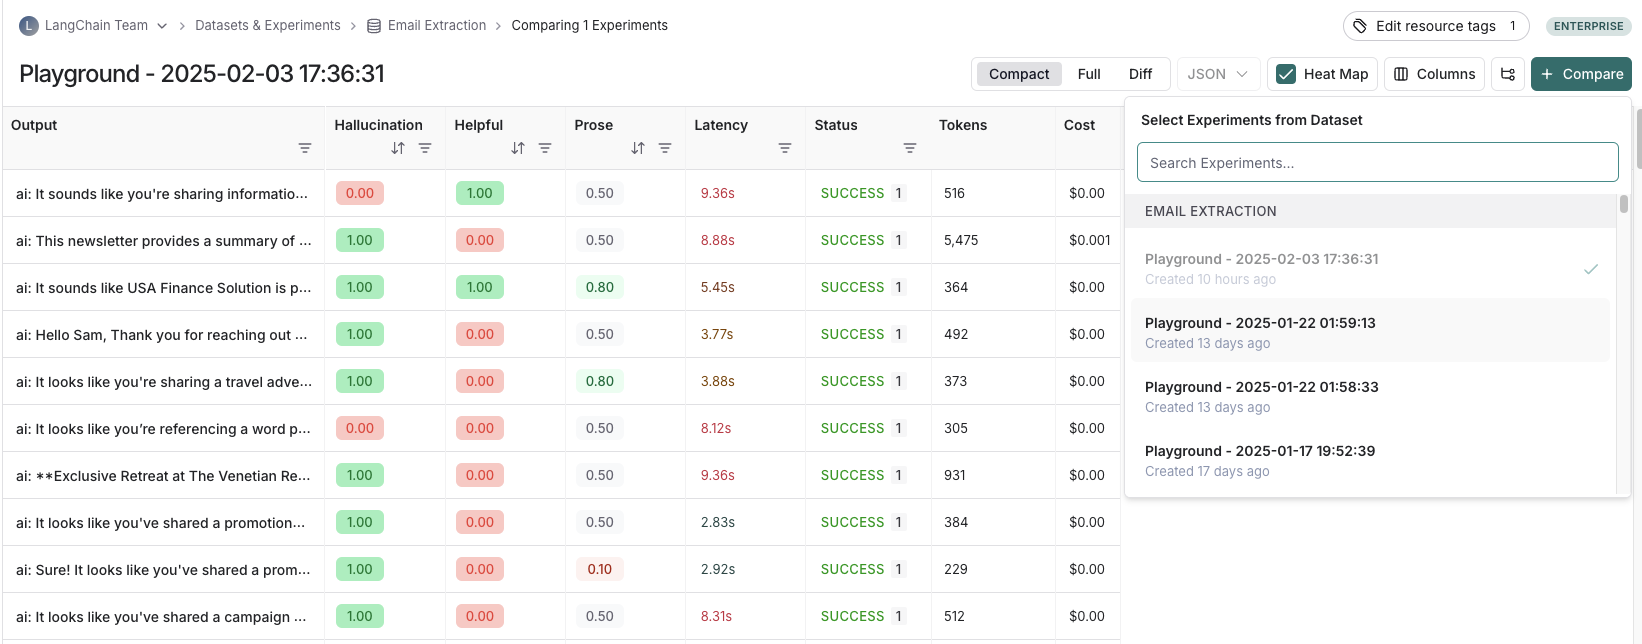 L LangChain Team > Datasets & Experiments > Email Extraction > Comparing 1 Experiments
Edit resource tags 1 ENTERPRISE
Playground - 2025-02-03 17:36:31
Compact Full Diff JSON Heat Map Columns + Compare
Output Hallucination Helpful Prose Latency Status Tokens Cost
ai: It sounds like you're sharing informatio... 0.00 1.00 0.50 9.36s SUCCESS 1 516 $0.00
ai: This newsletter provides a summary of ... 1.00 0.00 0.50 8.88s SUCCESS 1 5,475 $0.001
ai: It sounds like USA Finance Solution is p... 1.00 1.00 0.80 5.45s SUCCESS 1 364 $0.00
ai: Hello Sam, Thank you for reaching out ... 1.00 0.00 0.50 3.77s SUCCESS 1 492 $0.00
ai: It looks like you're sharing a travel adve... 1.00 0.00 0.80 3.88s SUCCESS 1 373 $0.00
ai: It looks like you're referencing a word p... 0.00 0.00 0.50 8.12s SUCCESS 1 305 $0.00
ai: **Exclusive Retreat at The Venetian Re... 1.00 0.00 0.50 9.36s SUCCESS 1 931 $0.00
ai: It looks like you've shared a promotion... 1.00 0.00 0.50 2.83s SUCCESS 1 384 $0.00
ai: Sure! It looks like you've shared a prom... 1.00 0.00 0.10 2.92s SUCCESS 1 229 $0.00
ai: It looks like you've shared a campaign ... 1.00 0.00 0.50 8.31s SUCCESS 1 512 $0.00
Select Experiments from Dataset
Search Experiments...
EMAIL EXTRACTION
Playground - 2025-02-03 17:36:31
Created 10 hours ago
Playground - 2025-01-22 01:59:13
Created 13 days ago
Playground - 2025-01-22 01:58:33
Created 13 days ago
Playground - 2025-01-17 19:52:39
Created 17 days ago